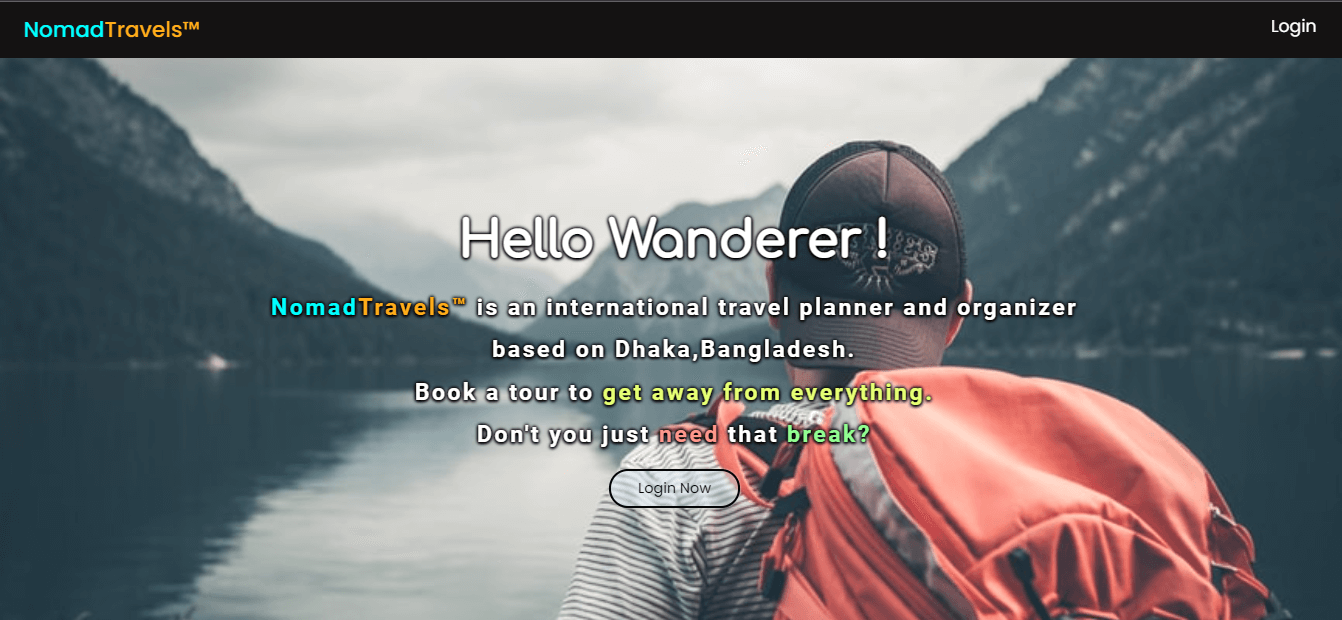 NomadTravels™
Login
Hello Wanderer !
NomadTravels™ is an international travel planner and organizer
based on Dhaka,Bangladesh.
Book a tour to get away from everything.
Don't you just need that break?
Login Now